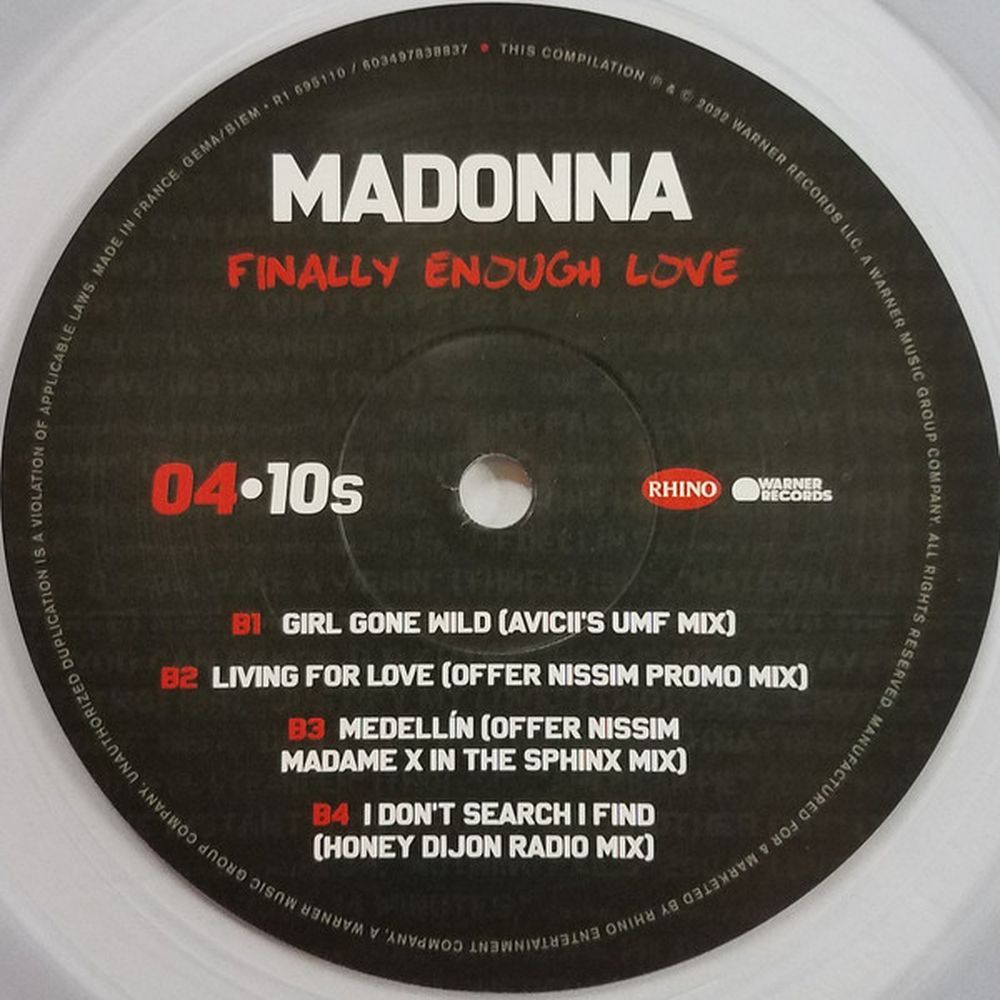 MADE IN FRANCE. GEMA/BIEM • R1 695110 / 603497838837 • THIS COMPILATION ℗ & © 2022 WARNER RECORDS LLC, A WARNER MUSIC GROUP COMPANY. ALL RIGHTS RESERVED. MANUFACTURED FOR & MARKETED BY RHINO ENTERTAINMENT COMPANY, A WARNER MUSIC GROUP COMPANY. UNAUTHORIZED DUPLICATION IS A VIOLATION OF APPLICABLE LAWS.
MADONNA
FINALLY ENOUGH LOVE
04•10s
RHINO
WARNER
RECORDS
B1 GIRL GONE WILD (AVICII'S UMF MIX)
B2 LIVING FOR LOVE (OFFER NISSIM PROMO MIX)
B3 MEDELLÍN (OFFER NISSIM
MADAME X IN THE SPHINX MIX)
B4 I DON'T SEARCH I FIND
(HONEY DIJON RADIO MIX)